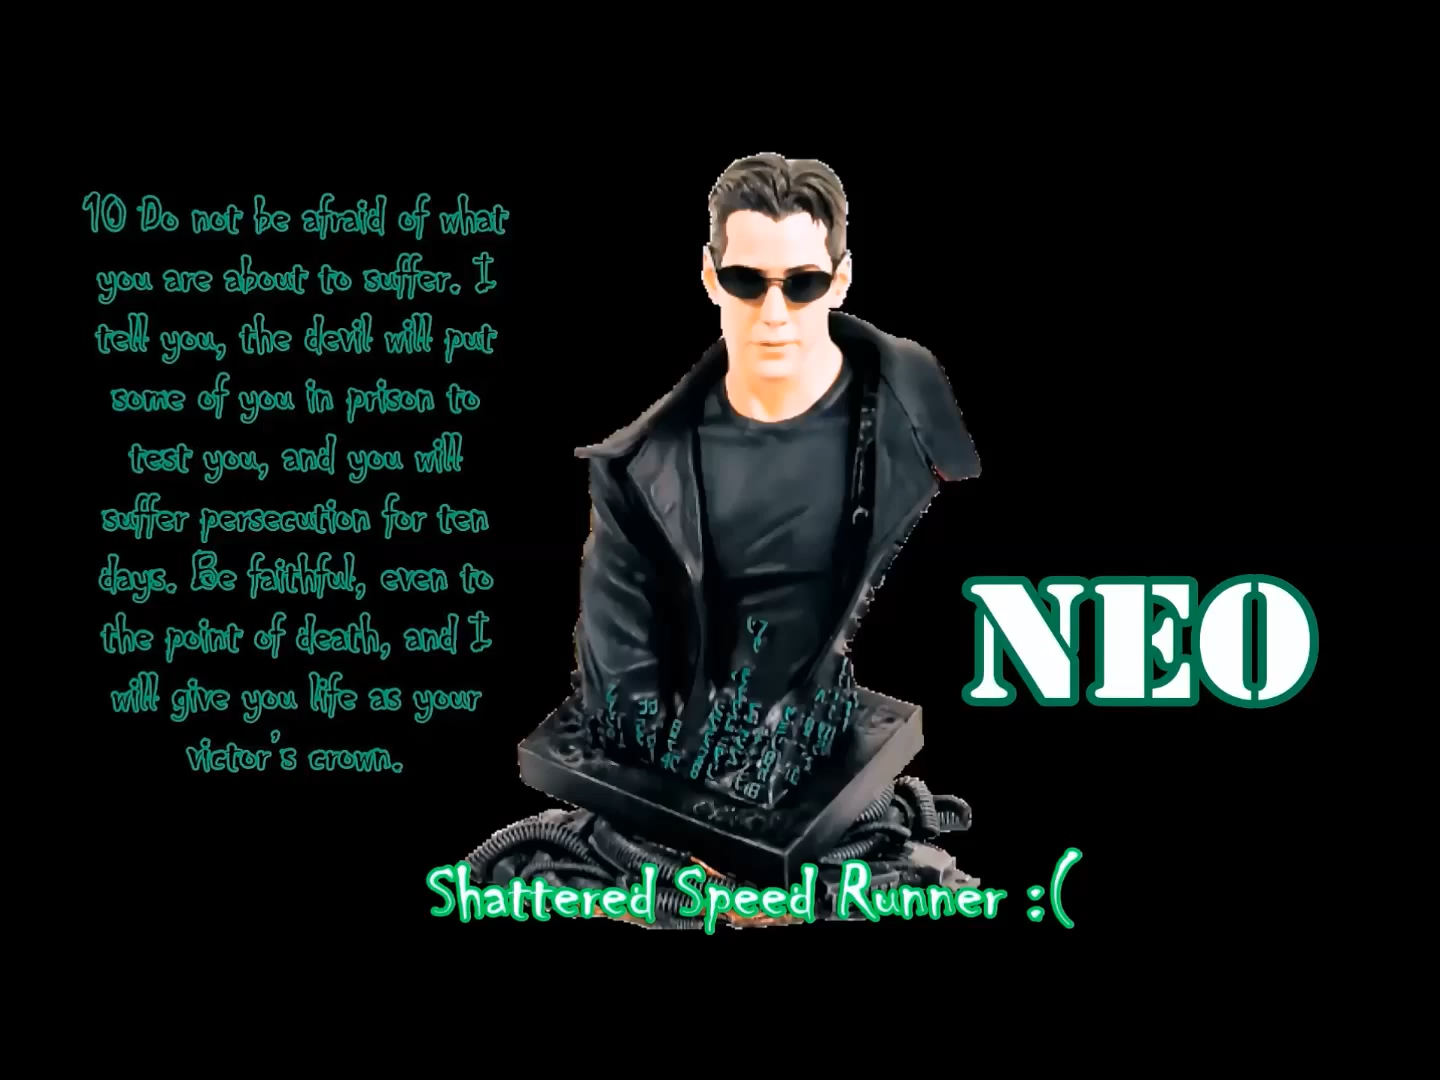 10 Do not be afraid of what
you are about to suffer. I
tell you, the devil will put
some of you in prison to
test you, and you will
suffer persecution for ten
days. Be faithful, even to
the point of death, and I
will give you life as your
victor's crown.
NEO
Shattered Speed Runner :(